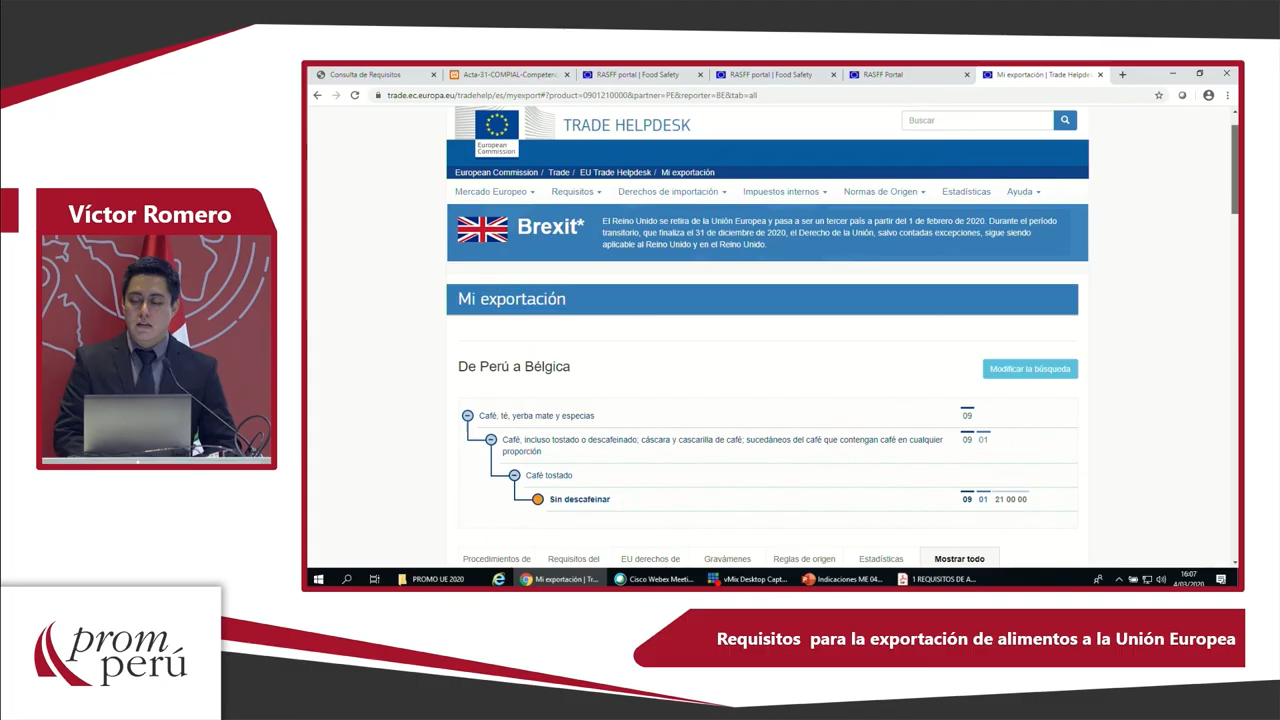 Consulta de Requisitos
Acta-31-COMPIAL-Competenc
RASFF portal | Food Safety
RASFF portal | Food Safety
RASFF Portal
Mi exportación | Trade Helpdes
trade.ec.europa.eu/tradehelp/es/myexport#?product=0901210000&partner=PE&reporter=BE&tab=all
European
Commission
TRADE HELPDESK
Buscar
European Commission / Trade / EU Trade Helpdesk / Mi exportación
Mercado Europeo Requisitos Derechos de importación Impuestos internos Normas de Origen Estadísticas Ayuda
Brexit*
El Reino Unido se retira de la Unión Europea y pasa a ser un tercer país a partir del 1 de febrero de 2020. Durante el período
transitorio, que finaliza el 31 de diciembre de 2020, el Derecho de la Unión, salvo contadas excepciones, sigue siendo
aplicable al Reino Unido y en el Reino Unido.
Víctor Romero
Mi exportación
De Perú a Bélgica
Modificar la búsqueda
Café, té, yerba mate y especias 09
Café, incluso tostado o descafeinado; cáscara y cascarilla de café; sucedáneos del café que contengan café en cualquier
proporción
09 01
Café tostado
Sin descafeinar 09 01 21 00 00
Procedimientos de Requisitos del EU derechos de Gravámenes Reglas de origen Estadísticas Mostrar todo
PROMO UE 2020
Mi exportación | Tr...
Cisco Webex Meeti...
vMix Desktop Capt...
Indicaciones ME 04...
1 REQUISITOS DE A...
16:07
4/03/2020
prom
perú
Requisitos para la exportación de alimentos a la Unión Europea